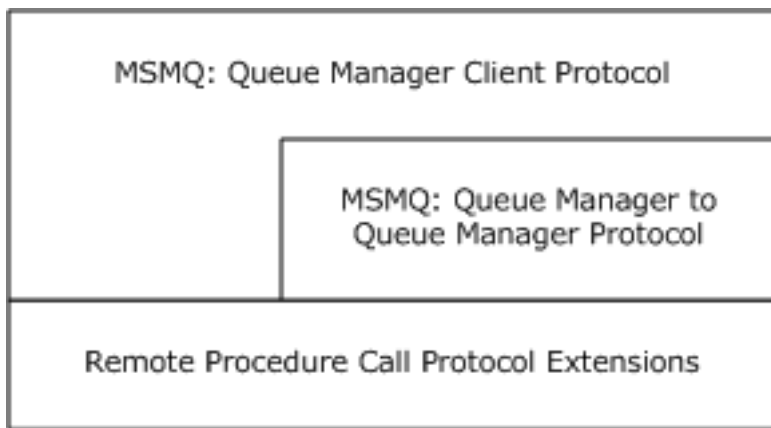 MSMQ: Queue Manager Client Protocol
MSMQ: Queue Manager to
Queue Manager Protocol
Remote Procedure Call Protocol Extensions